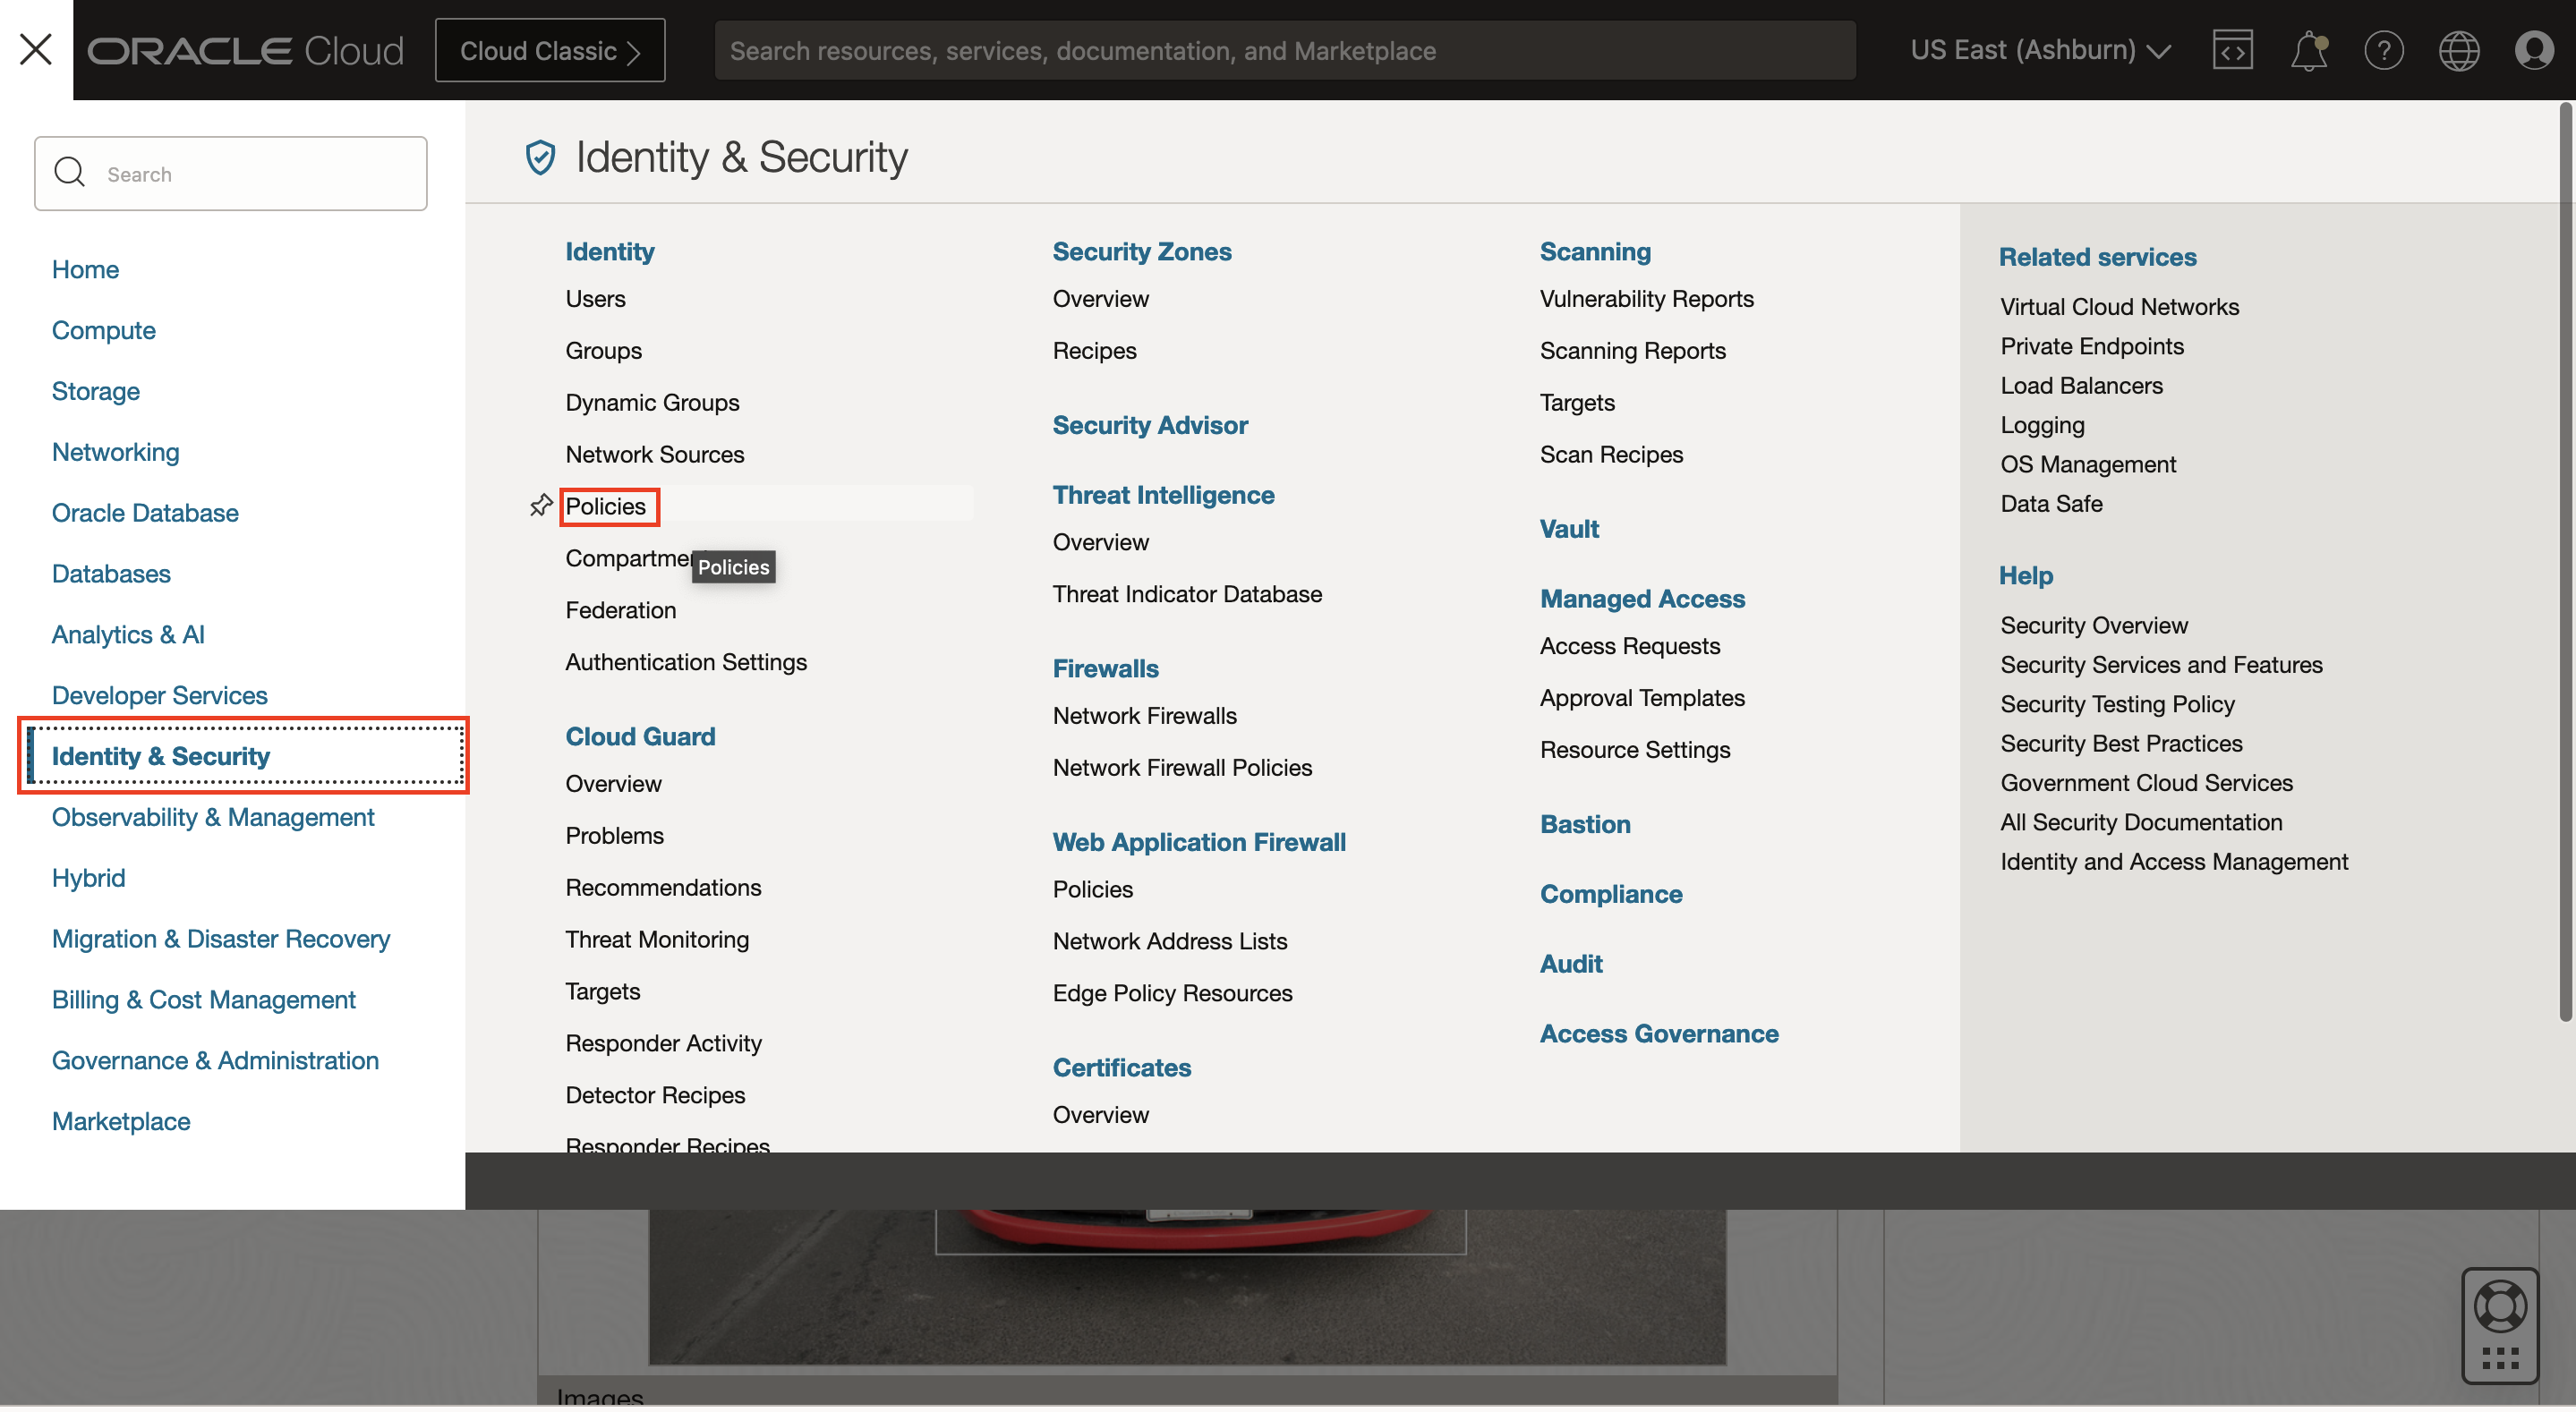 ORACLE Cloud
Cloud Classic
Search resources, services, documentation, and Marketplace
US East (Ashburn)
Search
Home
Compute
Storage
Networking
Oracle Database
Databases
Analytics & AI
Developer Services
Identity & Security
Observability & Management
Hybrid
Migration & Disaster Recovery
Billing & Cost Management
Governance & Administration
Marketplace
Identity & Security
Identity
Users
Groups
Dynamic Groups
Network Sources
Policies
Compartmen
Policies
Federation
Authentication Settings
Cloud Guard
Overview
Problems
Recommendations
Threat Monitoring
Targets
Responder Activity
Detector Recipes
Responder Recipes
Security Zones
Overview
Recipes
Security Advisor
Threat Intelligence
Overview
Threat Indicator Database
Firewalls
Network Firewalls
Network Firewall Policies
Web Application Firewall
Policies
Network Address Lists
Edge Policy Resources
Certificates
Overview
Scanning
Vulnerability Reports
Scanning Reports
Targets
Scan Recipes
Vault
Managed Access
Access Requests
Approval Templates
Resource Settings
Bastion
Compliance
Audit
Access Governance
Related services
Virtual Cloud Networks
Private Endpoints
Load Balancers
Logging
OS Management
Data Safe
Help
Security Overview
Security Services and Features
Security Testing Policy
Security Best Practices
Government Cloud Services
All Security Documentation
Identity and Access Management
Images